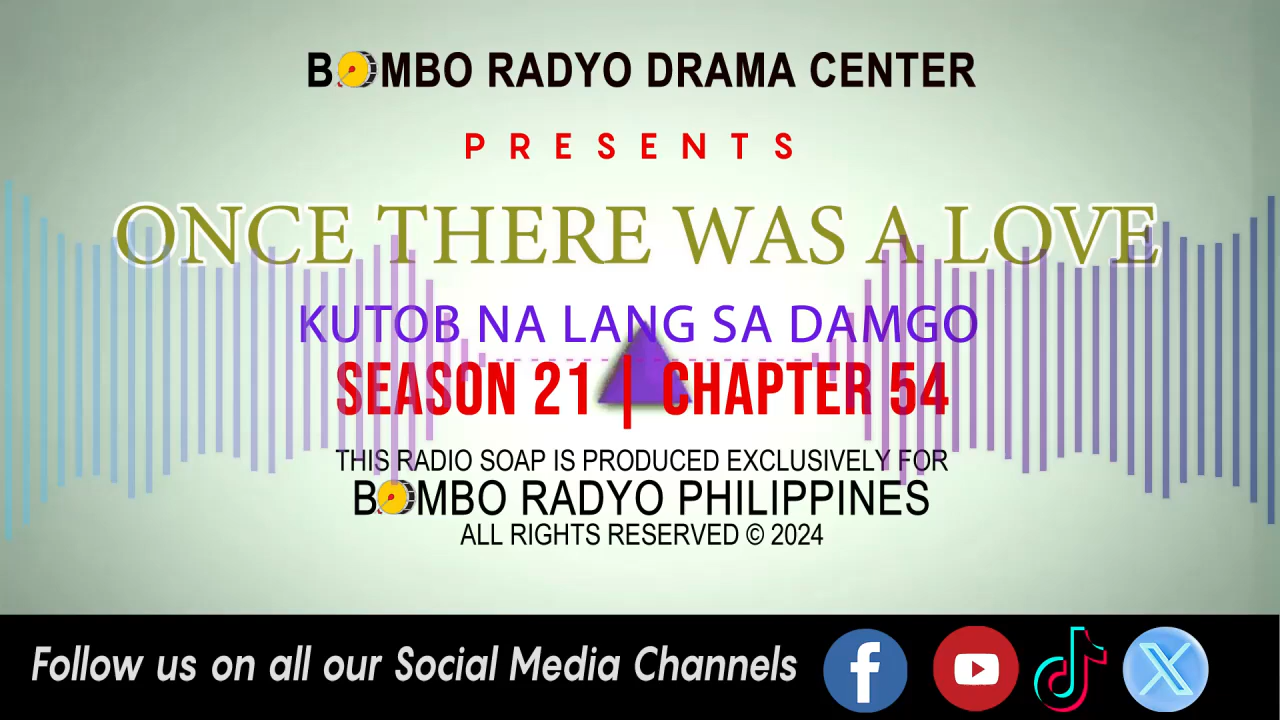 BOMBO RADYO DRAMA CENTER
PRESENTS
ONCE THERE WAS A LOVE
KUTOB NA LANG SA DAMGO
SEASON 21 | CHAPTER 54
THIS RADIO SOAP IS PRODUCED EXCLUSIVELY FOR
BOMBO RADYO PHILIPPINES
ALL RIGHTS RESERVED © 2024
Follow us on all our Social Media Channels